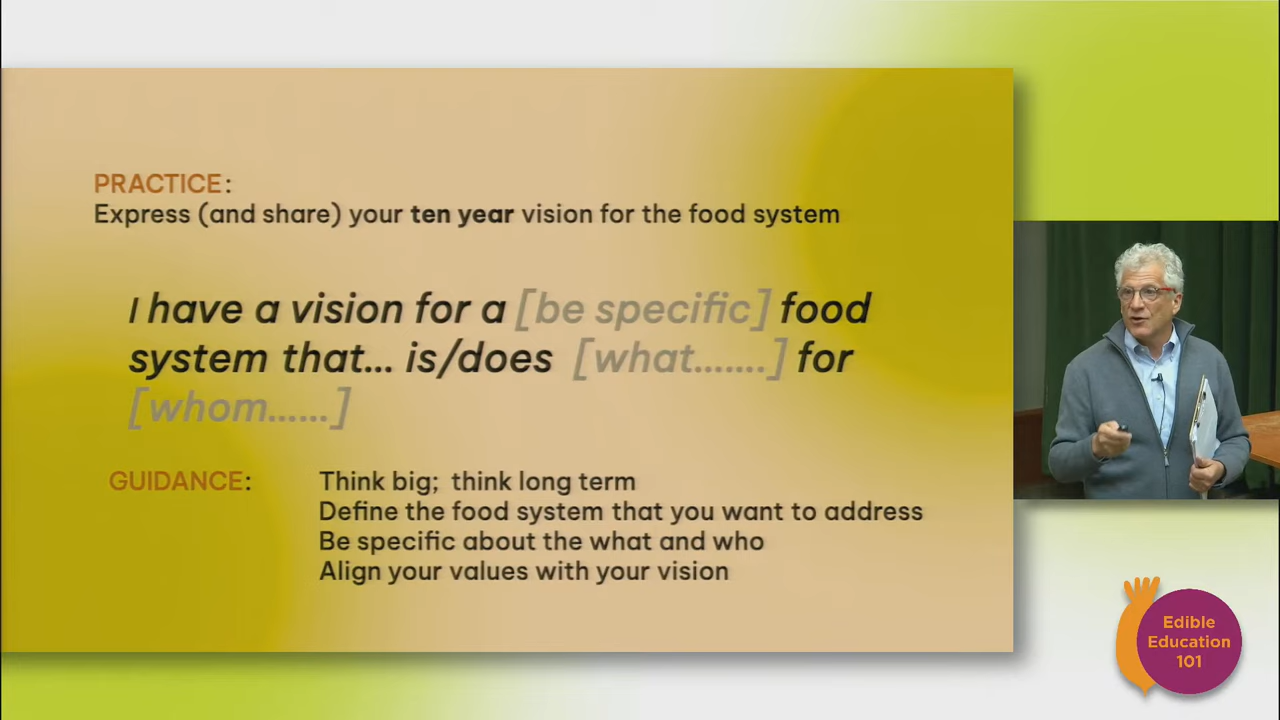 PRACTICE:
Express (and share) your ten year vision for the food system
I have a vision for a [be specific] food
system that... is/does [what.......] for
[whom......]
GUIDANCE: Think big; think long term
Define the food system that you want to address
Be specific about the what and who
Align your values with your vision
Edible
Education
101